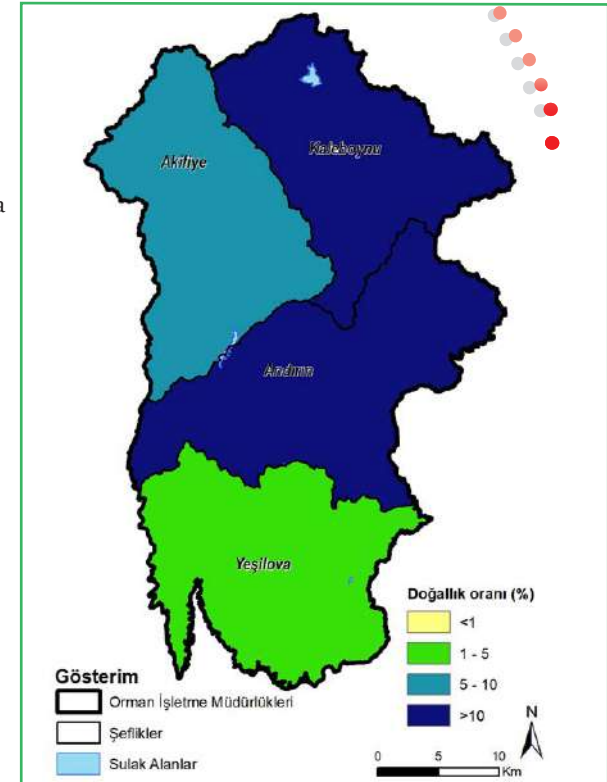 a
Akifiye
Kaleboynu
Andırın
Yeşilova
Doğallık oranı (%)
<1
1 - 5
5 - 10
>10
Gösterim
Orman İşletme Müdürlükleri
Şeflikler
Sulak Alanlar
N
0 5 10
Km